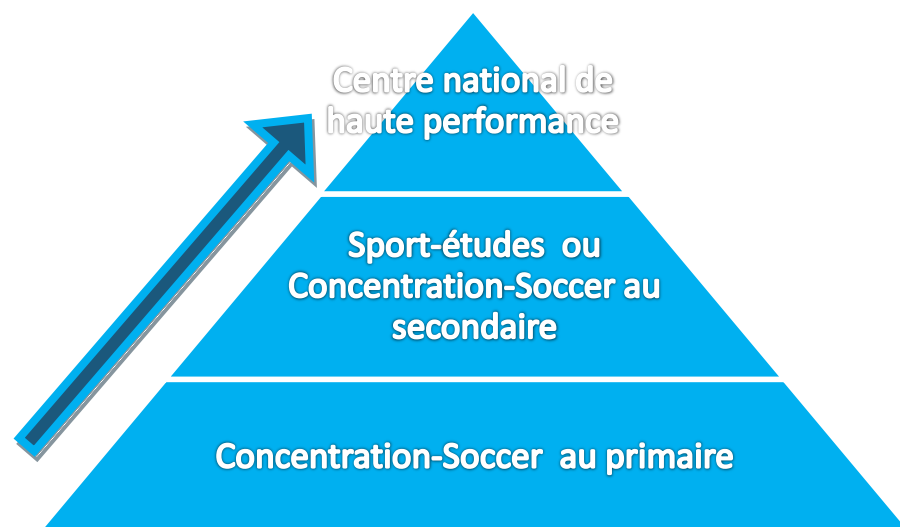 Centre national de
haute performance
Sport-études ou
Concentration-Soccer au
secondaire
Concentration-Soccer au primaire